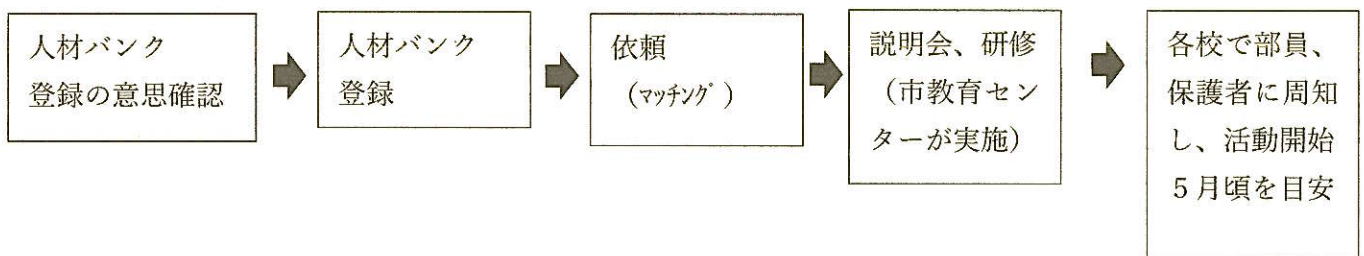 人材バンク
登録の意思確認
人材バンク
登録
依頼
（ﾏｯﾁﾝｸﾞ）
説明会、研修
（市教育セン
ターが実施）
各校で部員、
保護者に周知
し、活動開始
５月頃を目安